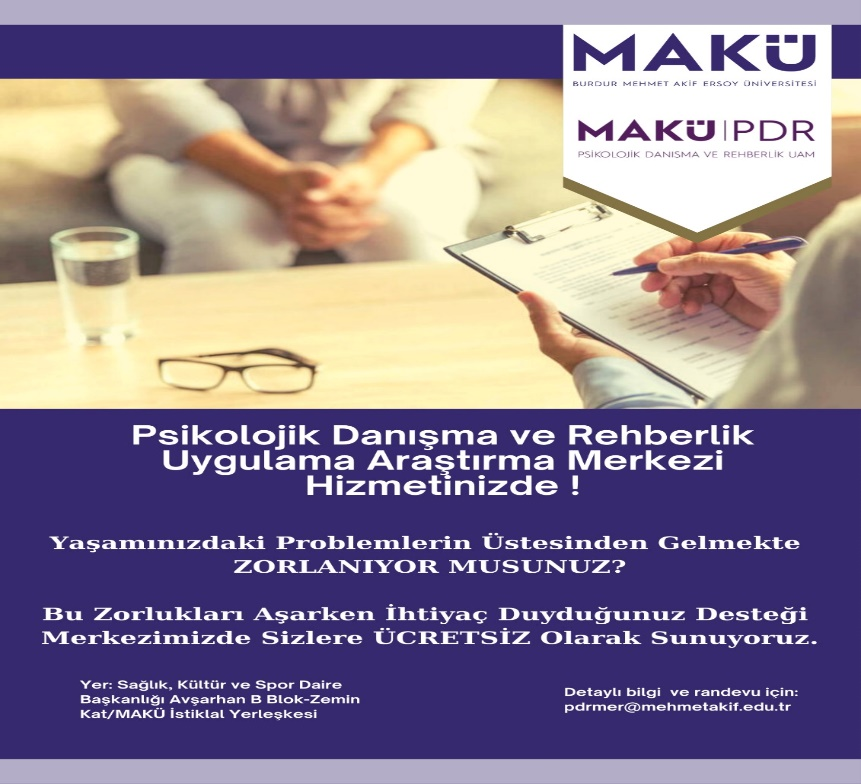 MAKÜ
BURDUR MEHMET AKİF ERSOY ÜNİVERSİTESİ
MAKÜ|PDR
PSİKOLOJİK DANISMA VE REHBERLİK UAM
Psikolojik Danışma ve Rehberlik
Uygulama Araştırma Merkezi
Hizmetinizde !
Yaşamınızdaki Problemlerin Üstesinden Gelmekte
ZORLANIYOR MUSUNUZ?
Bu Zorlukları Aşarken İhtiyaç Duyduğunuz Desteği
Merkezimizde Sizlere ÜCRETSİZ Olarak Sunuyoruz.
Yer: Sağlık, Kültür ve Spor Daire
Başkanlığı Avşarhan B Blok-Zemin
Kat/MAKÜ İstiklal Yerleşkesi
Detaylı bilgi ve randevu için:
pdrmer@mehmetakif.edu.tr